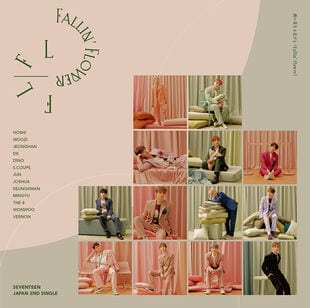 FALLIN' FLOWER
F L
F L
HOSHI
WOOZI
JEONGHAN
DK
DINO
S.COUPS
JUN
JOSHUA
SEUNGKWAN
MINGYU
THE 8
WONWOO
VERNON
SEVENTEEN
JAPAN 2ND SINGLE